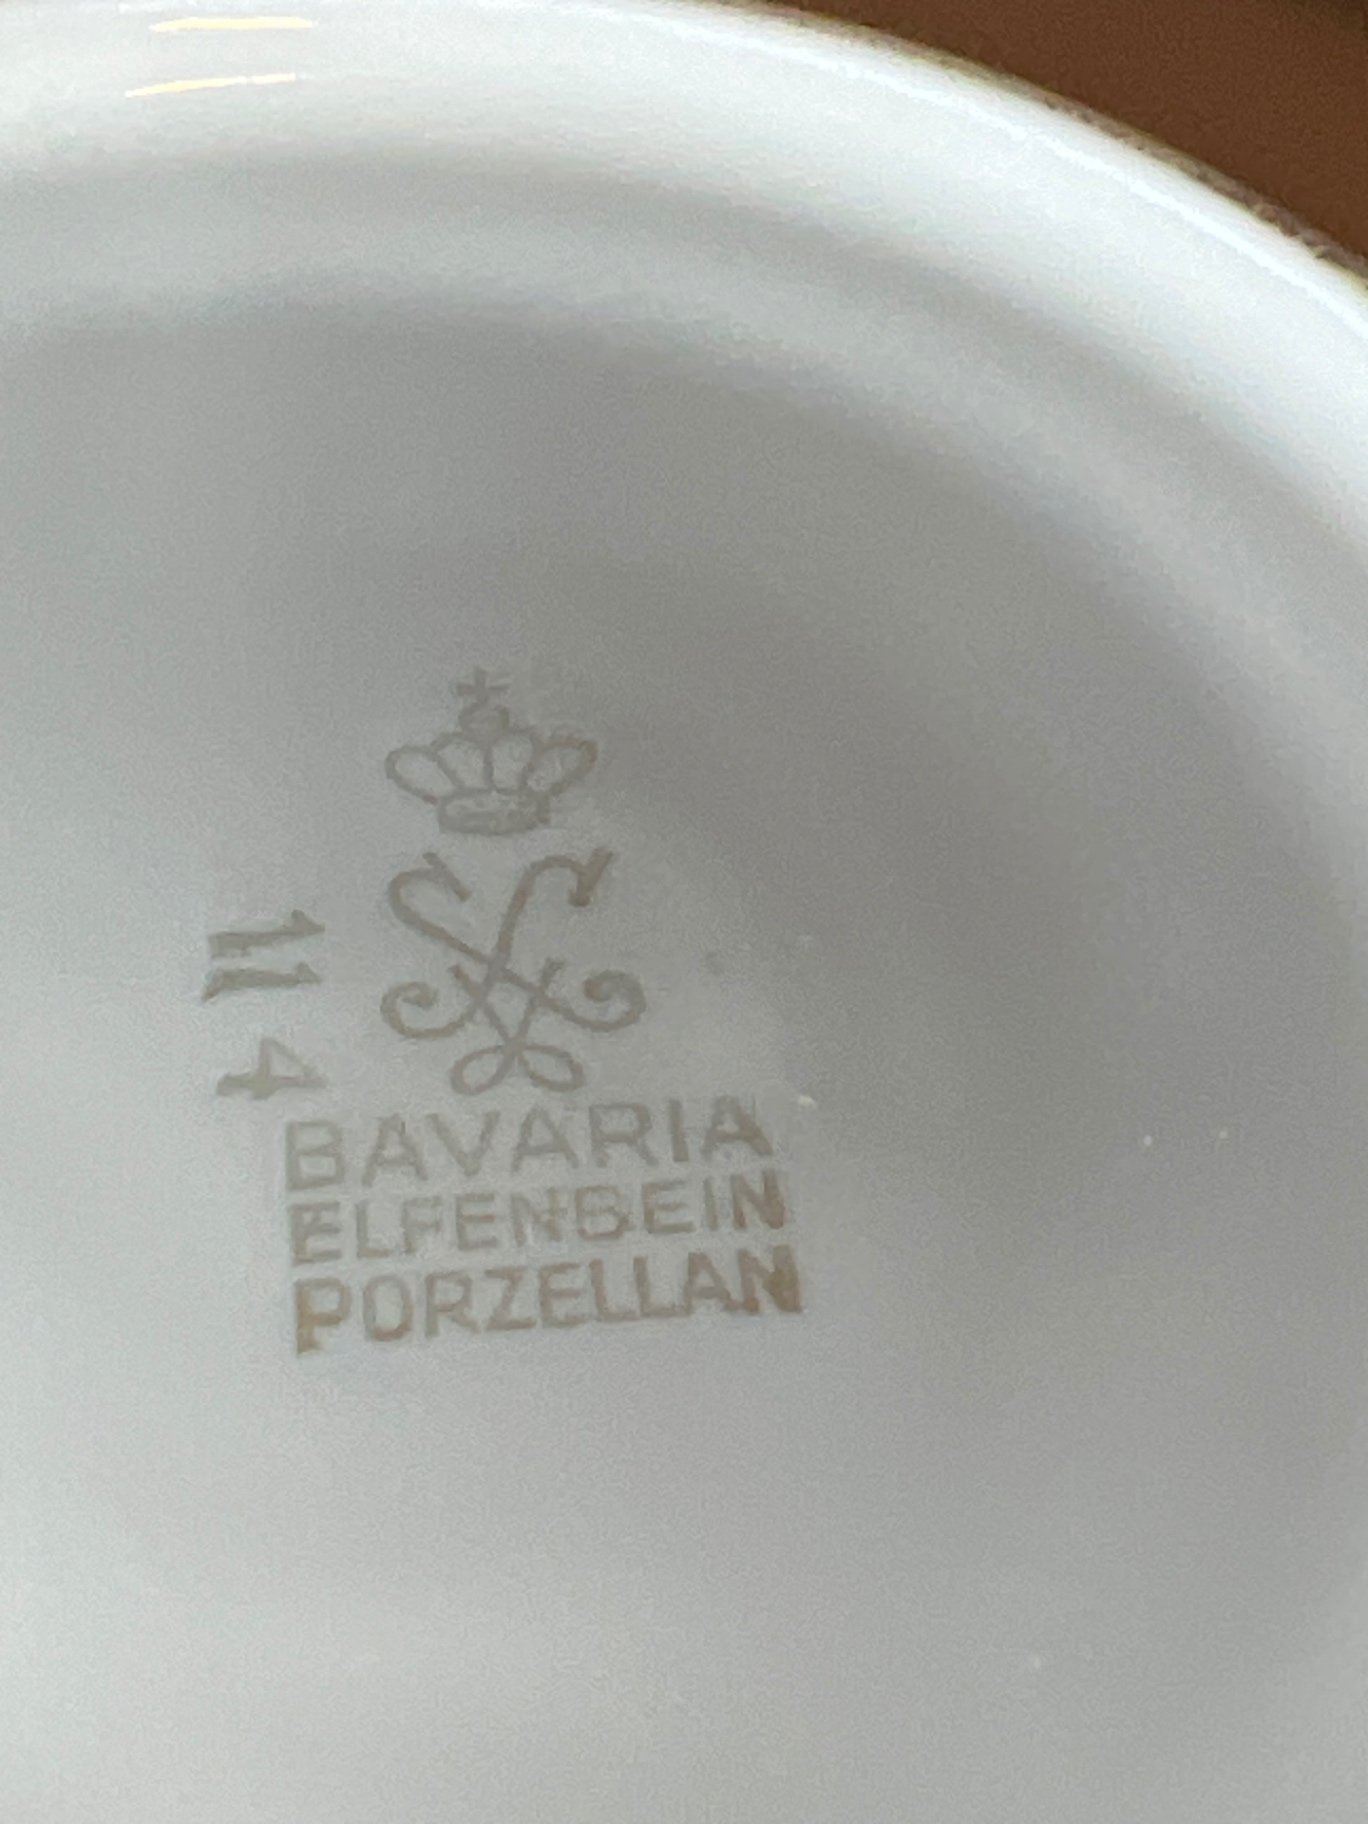 11 4
BAVARIA
ELFENBEIN
PORZELLAN